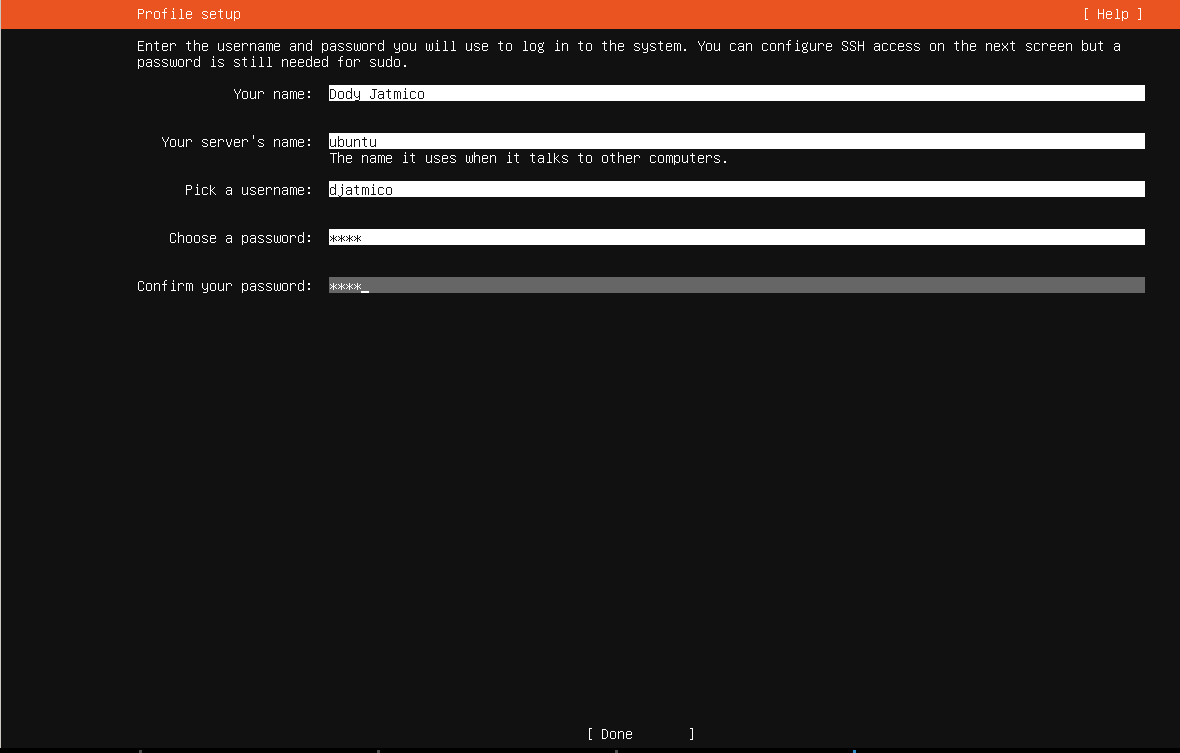 Profile setup [ Help ]
Enter the username and password you will use to log in to the system. You can configure SSH access on the next screen but a
password is still needed for sudo.
Your name: Dody Jatmico
Your server's name: ubuntu
The name it uses when it talks to other computers.
Pick a username: djatmico
Choose a password: ****
Confirm your password: ****_
[ Done ]